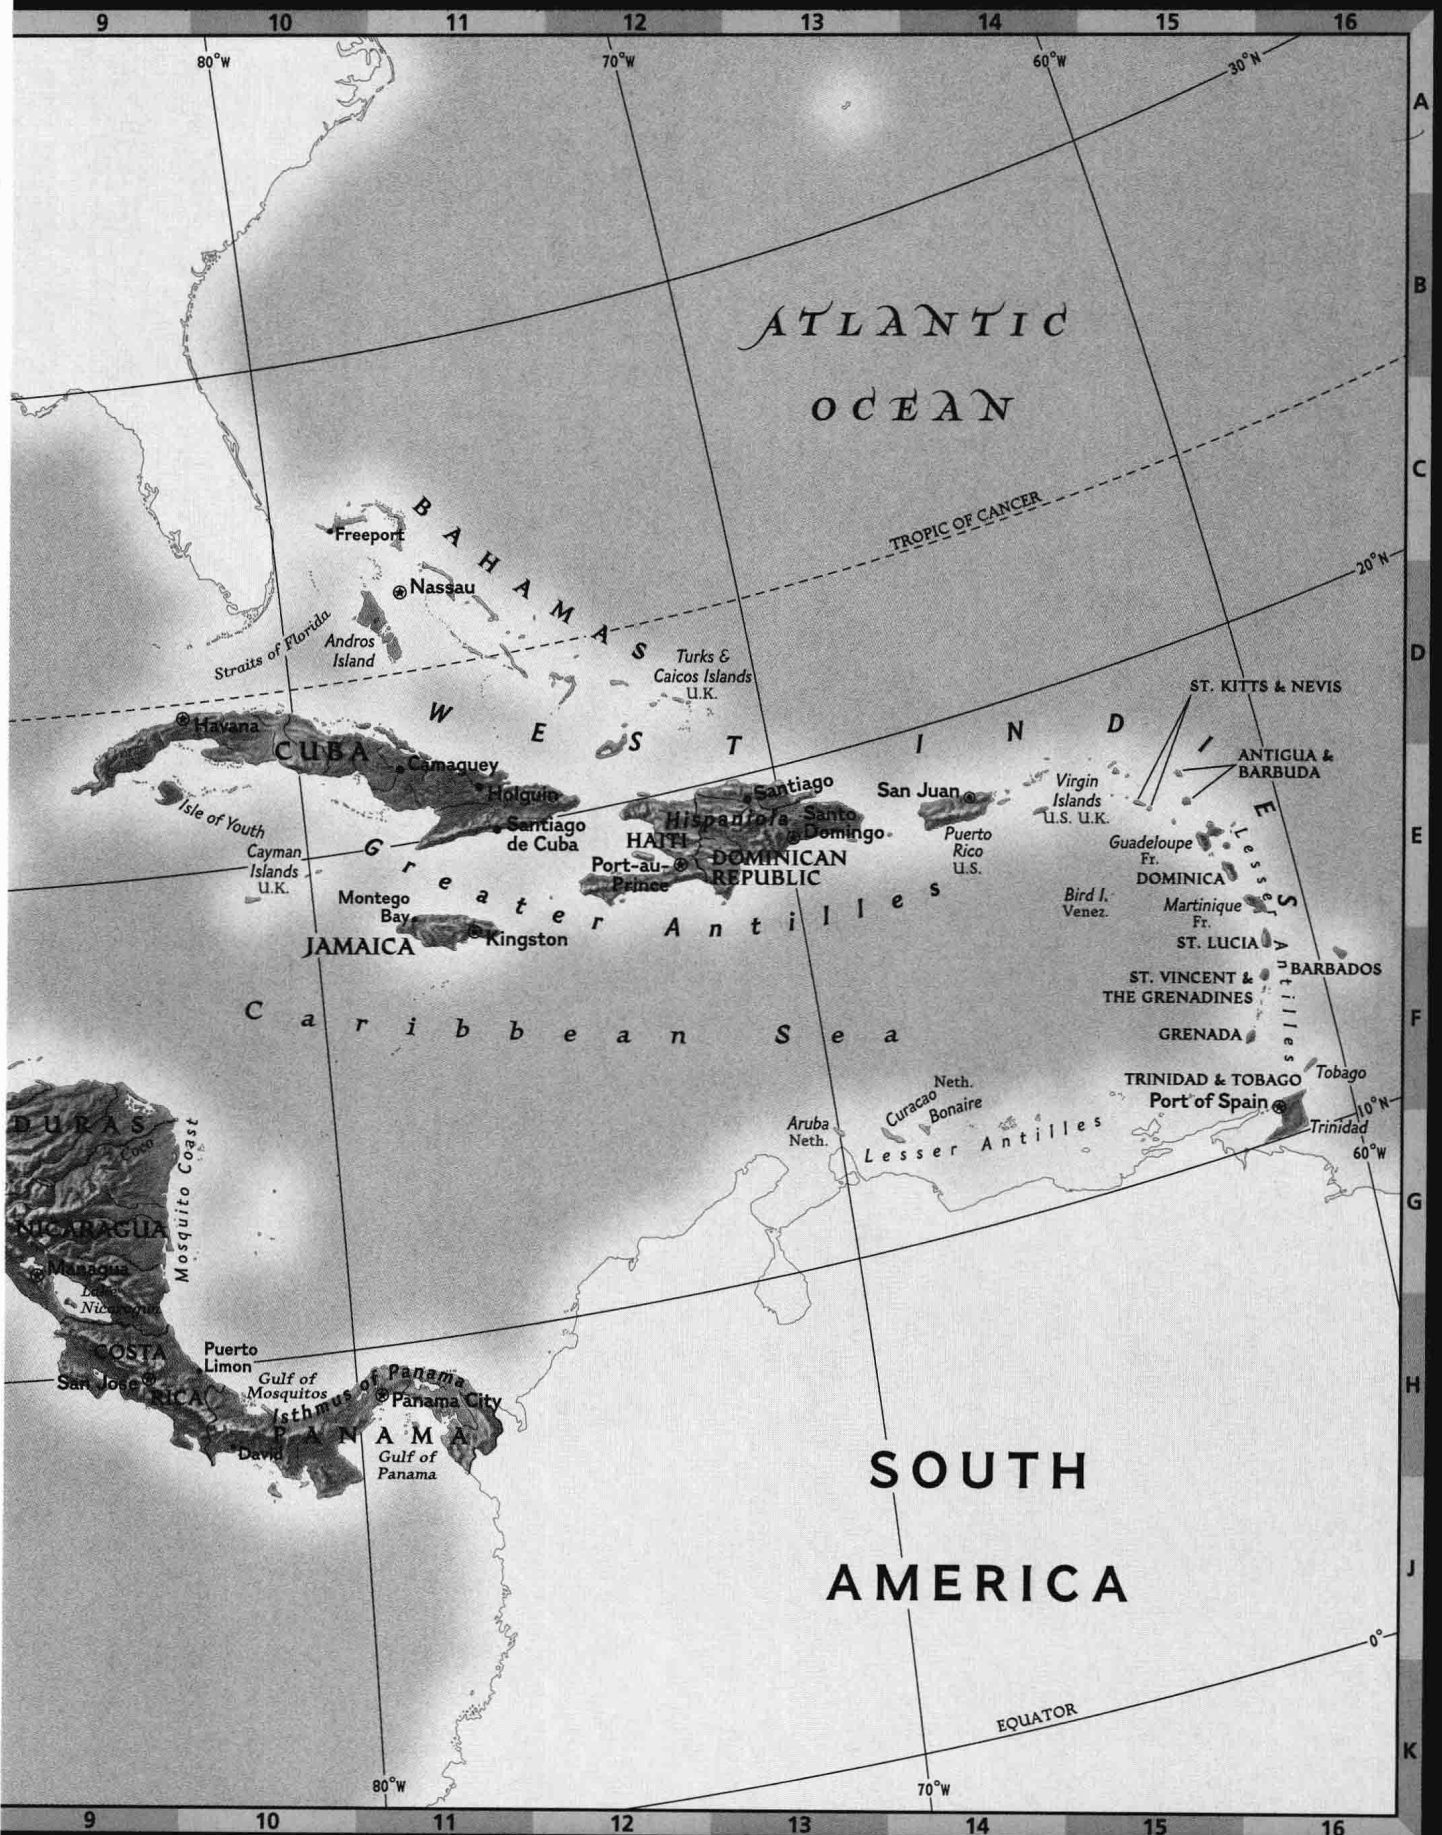 9 10 11 12 13 14 15 16
80°W
70°W
60°W
30°N
A
B
C
D
E
F
G
H
J
K
ATLANTIC
OCEAN
TROPIC OF CANCER
20°N
BAHAMAS
Freeport
Nassau
Andros
Island
Straits of Florida
Turks &
Caicos Islands
U.K.
WEST INDIES
Havana
CUBA
Camaguey
Holguin
Santiago
de Cuba
Isle of Youth
Cayman
Islands
U.K.
Greater Antilles
Montego
Bay
JAMAICA
Kingston
Santiago
Hispaniola
HAITI
Santo
Domingo
Port-au-
Prince
DOMINICAN
REPUBLIC
San Juan
Puerto
Rico
U.S.
Virgin
Islands
U.S. U.K.
ST. KITTS & NEVIS
ANTIGUA &
BARBUDA
Guadeloupe
Fr.
DOMINICA
Bird I.
Venez.
Martinique
Fr.
ST. LUCIA
Lesser Antilles
BARBADOS
ST. VINCENT &
THE GRENADINES
GRENADA
Caribbean Sea
TRINIDAD & TOBAGO
Tobago
Port of Spain
Trinidad
10°N
60°W
Neth.
Curacao
Bonaire
Aruba
Neth.
Lesser Antilles
DURAS
Coco
Mosquito Coast
NICARAGUA
Managua
Lake
Nicaragua
COSTA
RICA
San Jose
Puerto
Limon
Gulf of
Mosquitos
Isthmus of Panama
Panama City
PANAMA
David
Gulf of
Panama
SOUTH
AMERICA
0°
EQUATOR
80°W
70°W
9 10 11 12 13 14 15 16